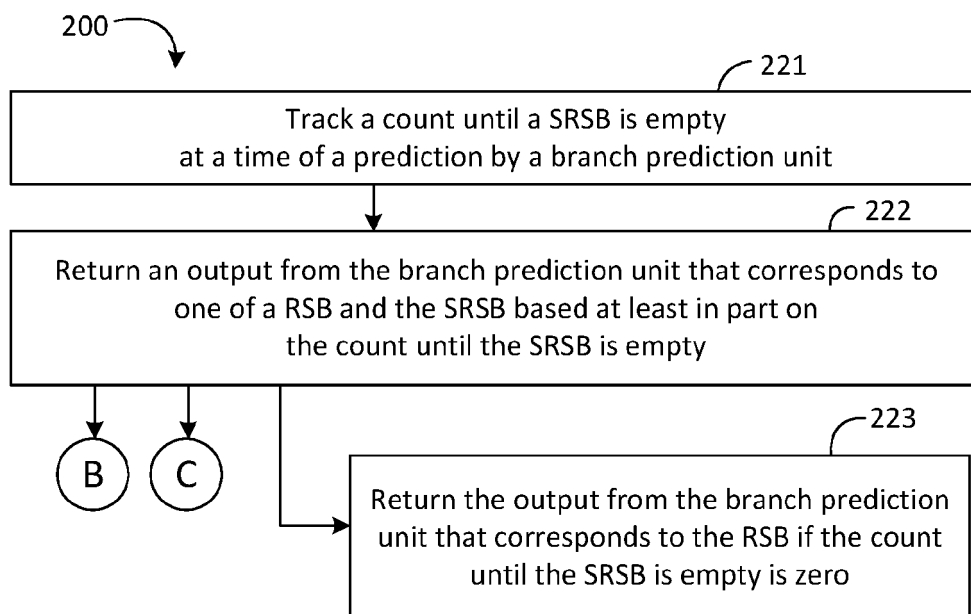 200
221
Track a count until a SRSB is empty
at a time of a prediction by a branch prediction unit
222
Return an output from the branch prediction unit that corresponds to
one of a RSB and the SRSB based at least in part on
the count until the SRSB is empty
B
C
223
Return the output from the branch prediction
unit that corresponds to the RSB if the count
until the SRSB is empty is zero